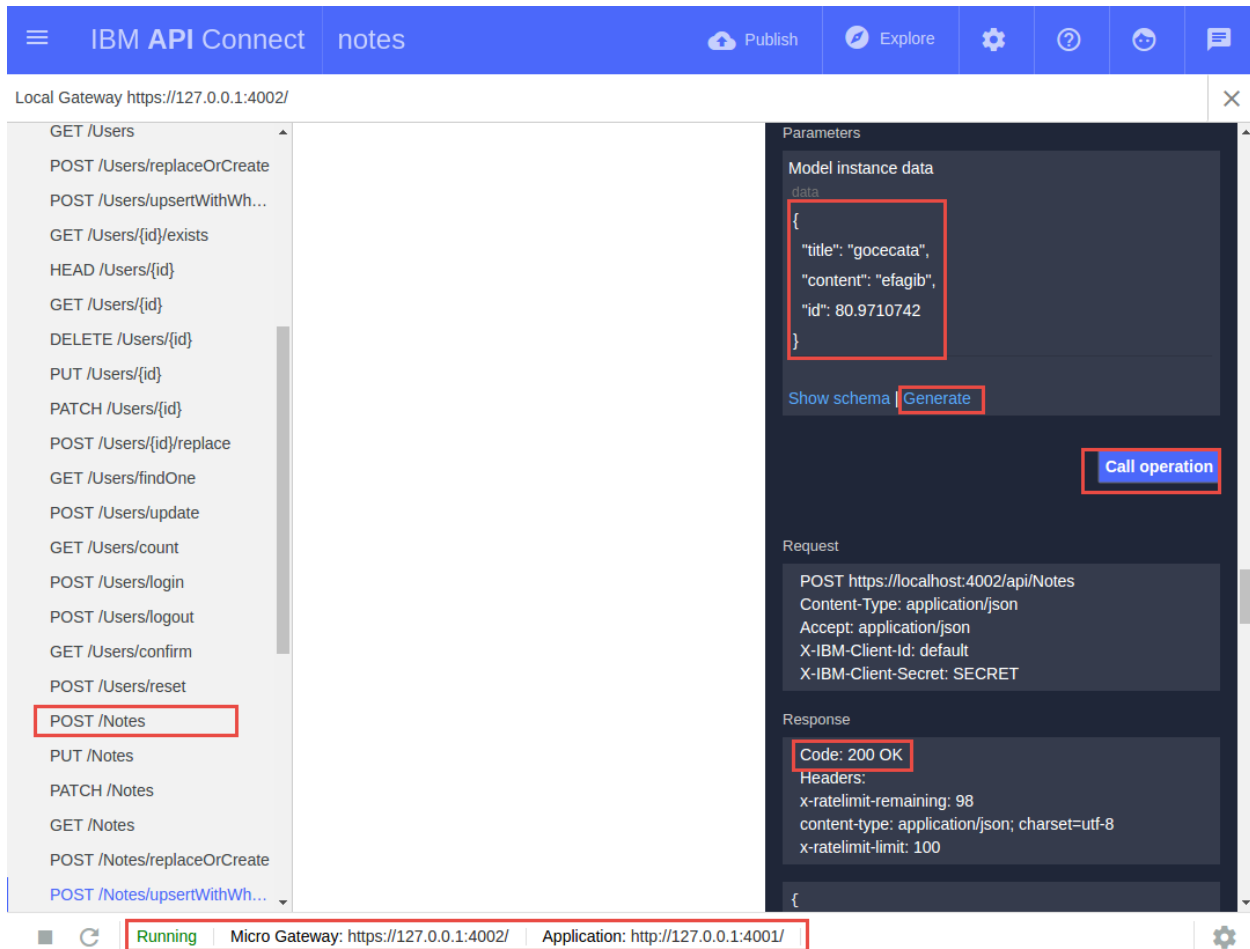 IBM API Connect
notes
Publish
Explore
Local Gateway https://127.0.0.1:4002/
GET /Users
POST /Users/replaceOrCreate
POST /Users/upsertWithWh...
GET /Users/{id}/exists
HEAD /Users/{id}
GET /Users/{id}
DELETE /Users/{id}
PUT /Users/{id}
PATCH /Users/{id}
POST /Users/{id}/replace
GET /Users/findOne
POST /Users/update
GET /Users/count
POST /Users/login
POST /Users/logout
GET /Users/confirm
POST /Users/reset
POST /Notes
PUT /Notes
PATCH /Notes
GET /Notes
POST /Notes/replaceOrCreate
POST /Notes/upsertWithWh...
Parameters
Model instance data
data
{
"title": "gocecata",
"content": "efagib",
"id": 80.9710742
}
Show schema | Generate
Call operation
Request
POST https://localhost:4002/api/Notes
Content-Type: application/json
Accept: application/json
X-IBM-Client-Id: default
X-IBM-Client-Secret: SECRET
Response
Code: 200 OK
Headers:
x-ratelimit-remaining: 98
content-type: application/json; charset=utf-8
x-ratelimit-limit: 100
{
Running
Micro Gateway: https://127.0.0.1:4002/
Application: http://127.0.0.1:4001/